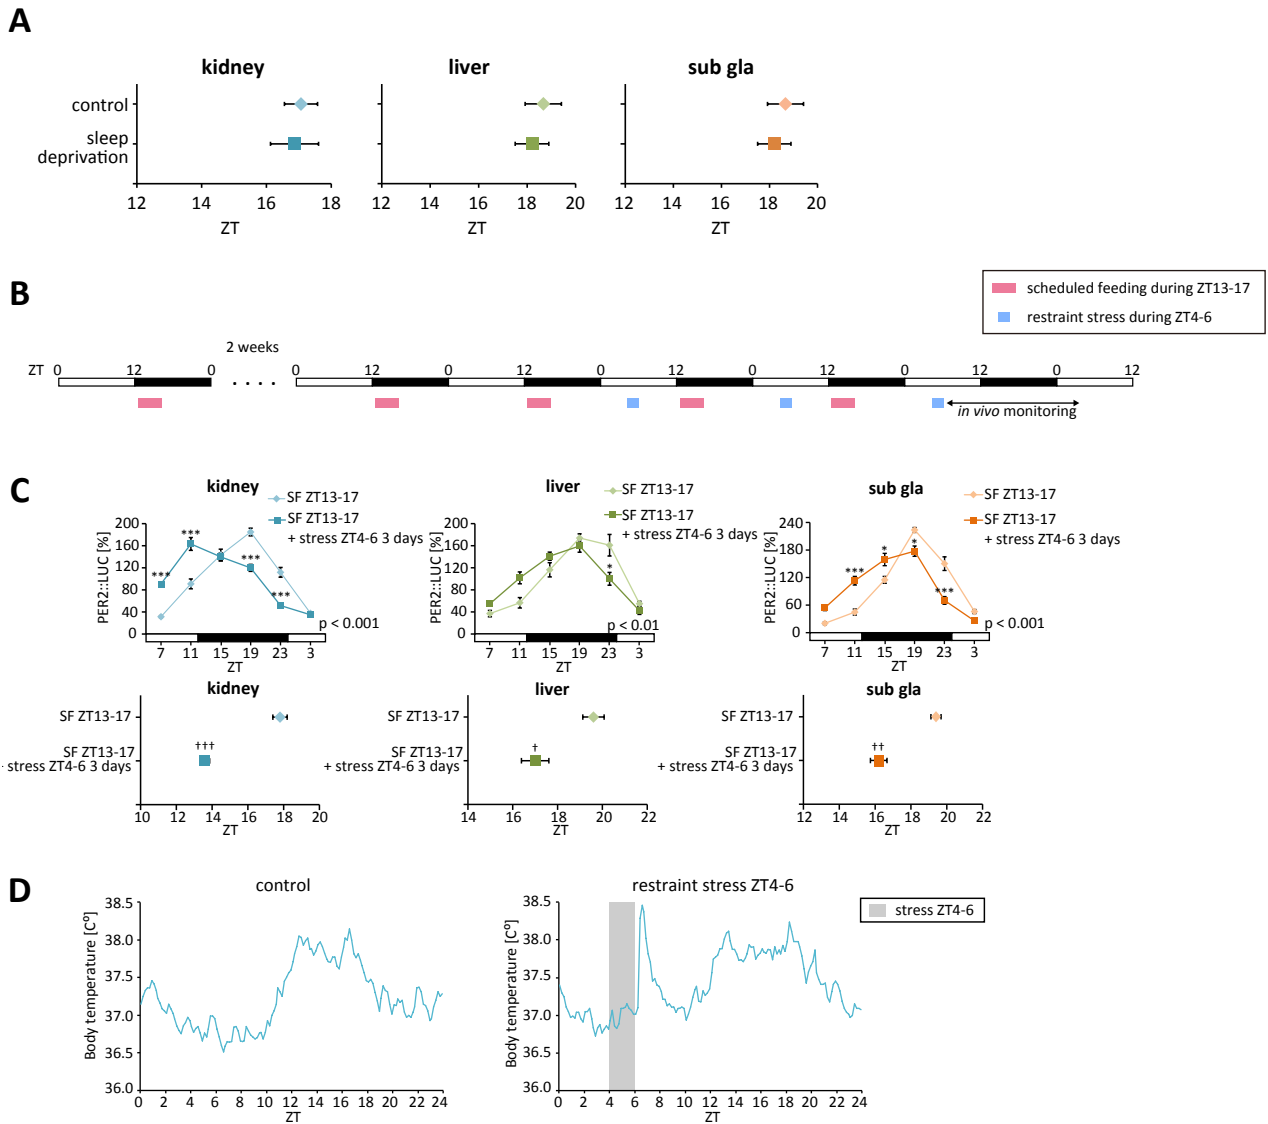 A
kidney
liver
sub gla
control
sleep
deprivation
12 14 16 18
12 14 16 18 20
12 14 16 18 20
ZT
ZT
ZT
B
scheduled feeding during ZT13-17
restraint stress during ZT4-6
2 weeks
ZT 0 12 0 . . . . 0 12 0 12 0 12 0 12 0 12 0 12
in vivo monitoring
C
kidney
SF ZT13-17
SF ZT13-17
+ stress ZT4-6 3 days
PER2::LUC [%]
200
160
120
80
40
0
***
***
***
***
p < 0.001
7 11 15 19 23 3
ZT
liver
SF ZT13-17
SF ZT13-17
+ stress ZT4-6 3 days
PER2::LUC [%]
200
160
120
80
40
0
*
p < 0.01
7 11 15 19 23 3
ZT
sub gla
SF ZT13-17
SF ZT13-17
+ stress ZT4-6 3 days
PER2::LUC [%]
240
180
120
60
0
***
*
*
***
p < 0.001
7 11 15 19 23 3
ZT
kidney
SF ZT13-17
SF ZT13-17
stress ZT4-6 3 days
†††
10 12 14 16 18 20
ZT
liver
SF ZT13-17
SF ZT13-17
+ stress ZT4-6 3 days
†
14 16 18 20 22
ZT
sub gla
SF ZT13-17
SF ZT13-17
+ stress ZT4-6 3 days
††
12 14 16 18 20 22
ZT
D
control
Body temperature [C°]
38.5
38.0
37.5
37.0
36.5
36.0
0 2 4 6 8 10 12 14 16 18 20 22 24
ZT
restraint stress ZT4-6
Body temperature [C°]
38.5
38.0
37.5
37.0
36.5
36.0
0 2 4 6 8 10 12 14 16 18 20 22 24
ZT
stress ZT4-6